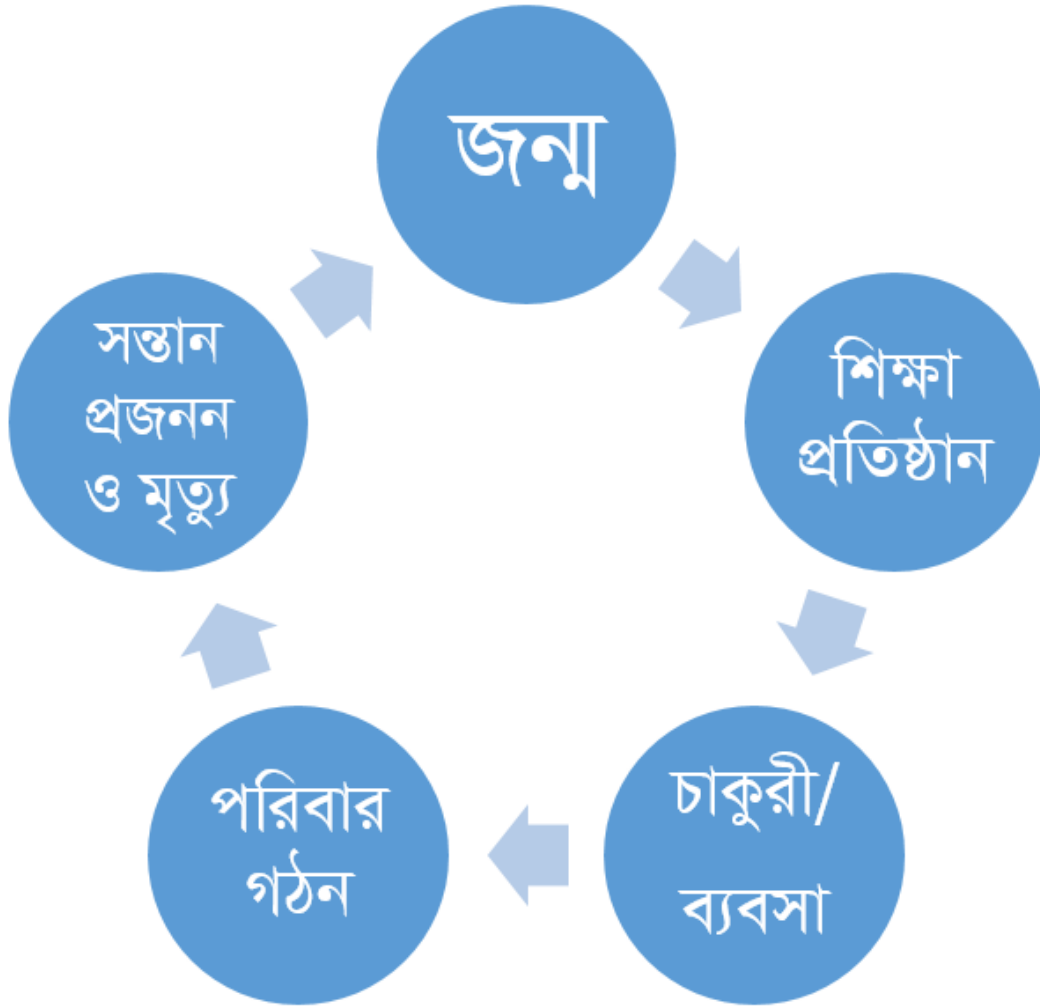 জন্ম
শিক্ষা
প্রতিষ্ঠান
চাকুরী/
ব্যবসা
পরিবার
গঠন
সন্তান
প্রজনন
ও মৃত্যু